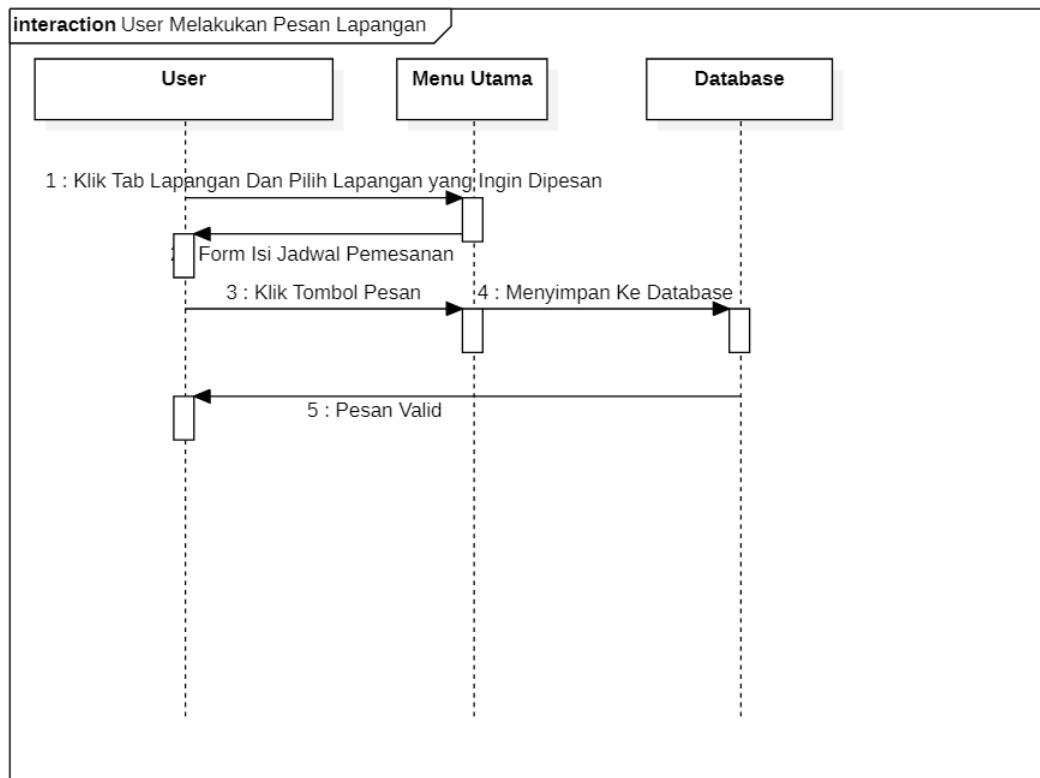 interaction User Melakukan Pesan Lapangan
User
Menu Utama
Database
1 : Klik Tab Lapangan Dan Pilih Lapangan yang Ingin Dipesan
Form Isi Jadwal Pemesanan
3 : Klik Tombol Pesan
4 : Menyimpan Ke Database
5 : Pesan Valid